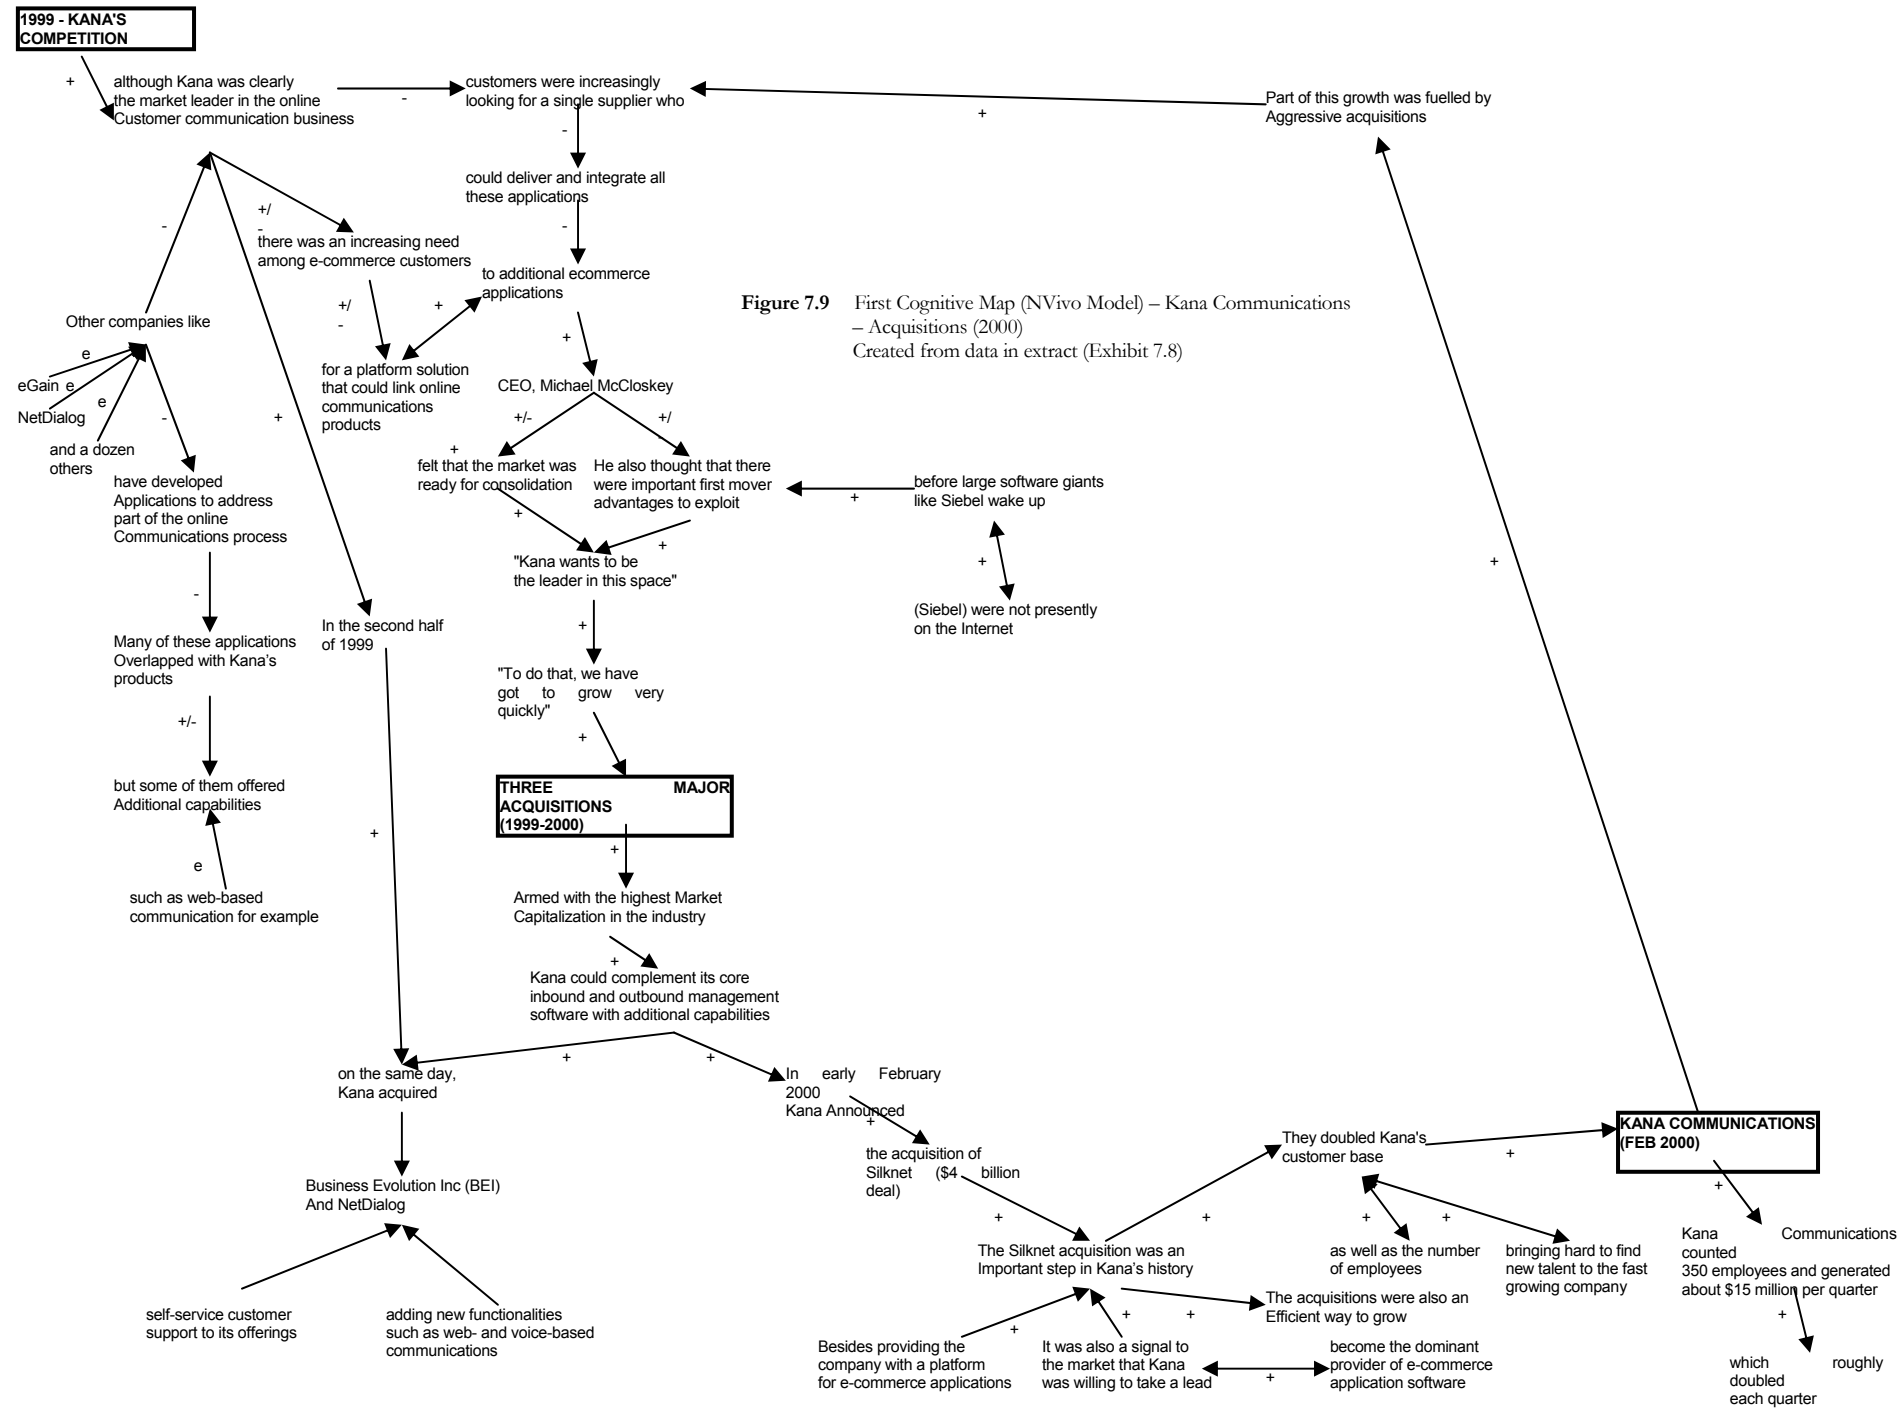 1999 - KANA'S
COMPETITION
+
although Kana was clearly
the market leader in the online
Customer communication business
-
customers were increasingly
looking for a single supplier who
+
Part of this growth was fuelled by
Aggressive acquisitions
-
could deliver and integrate all
these applications
-
+/
-
there was an increasing need
among e-commerce customers
-
to additional ecommerce
applications
+/
-
+
Figure 7.9 First Cognitive Map (NVivo Model) – Kana Communications
– Acquisitions (2000)
Created from data in extract (Exhibit 7.8)
Other companies like
e
eGain e
e
NetDialog
and a dozen
others
-
+
for a platform solution
that could link online
communications
products
+
CEO, Michael McCloskey
+/-
+/
-
+
felt that the market was
ready for consolidation
He also thought that there
were important first mover
advantages to exploit
+
before large software giants
like Siebel wake up
have developed
Applications to address
part of the online
Communications process
+
+
"Kana wants to be
the leader in this space"
+
(Siebel) were not presently
on the Internet
+
-
Many of these applications
Overlapped with Kana's
products
In the second half
of 1999
+
"To do that, we have
got to grow very
quickly"
+/-
+
but some of them offered
Additional capabilities
THREE MAJOR
ACQUISITIONS
(1999-2000)
+
e
such as web-based
communication for example
+
Armed with the highest Market
Capitalization in the industry
+
Kana could complement its core
inbound and outbound management
software with additional capabilities
+
+
on the same day,
Kana acquired
In early February
2000
Kana Announced
+
the acquisition of
Silknet ($4 billion
deal)
They doubled Kana's
customer base
+
KANA COMMUNICATIONS
(FEB 2000)
+
Business Evolution Inc (BEI)
And NetDialog
+
+
+
+
The Silknet acquisition was an
Important step in Kana's history
as well as the number
of employees
bringing hard to find
new talent to the fast
growing company
Kana Communications
counted
350 employees and generated
about $15 million per quarter
self-service customer
support to its offerings
adding new functionalities
such as web- and voice-based
communications
+
+
+
The acquisitions were also an
Efficient way to grow
+
Besides providing the
company with a platform
for e-commerce applications
It was also a signal to
the market that Kana
was willing to take a lead
+
become the dominant
provider of e-commerce
application software
which roughly
doubled
each quarter